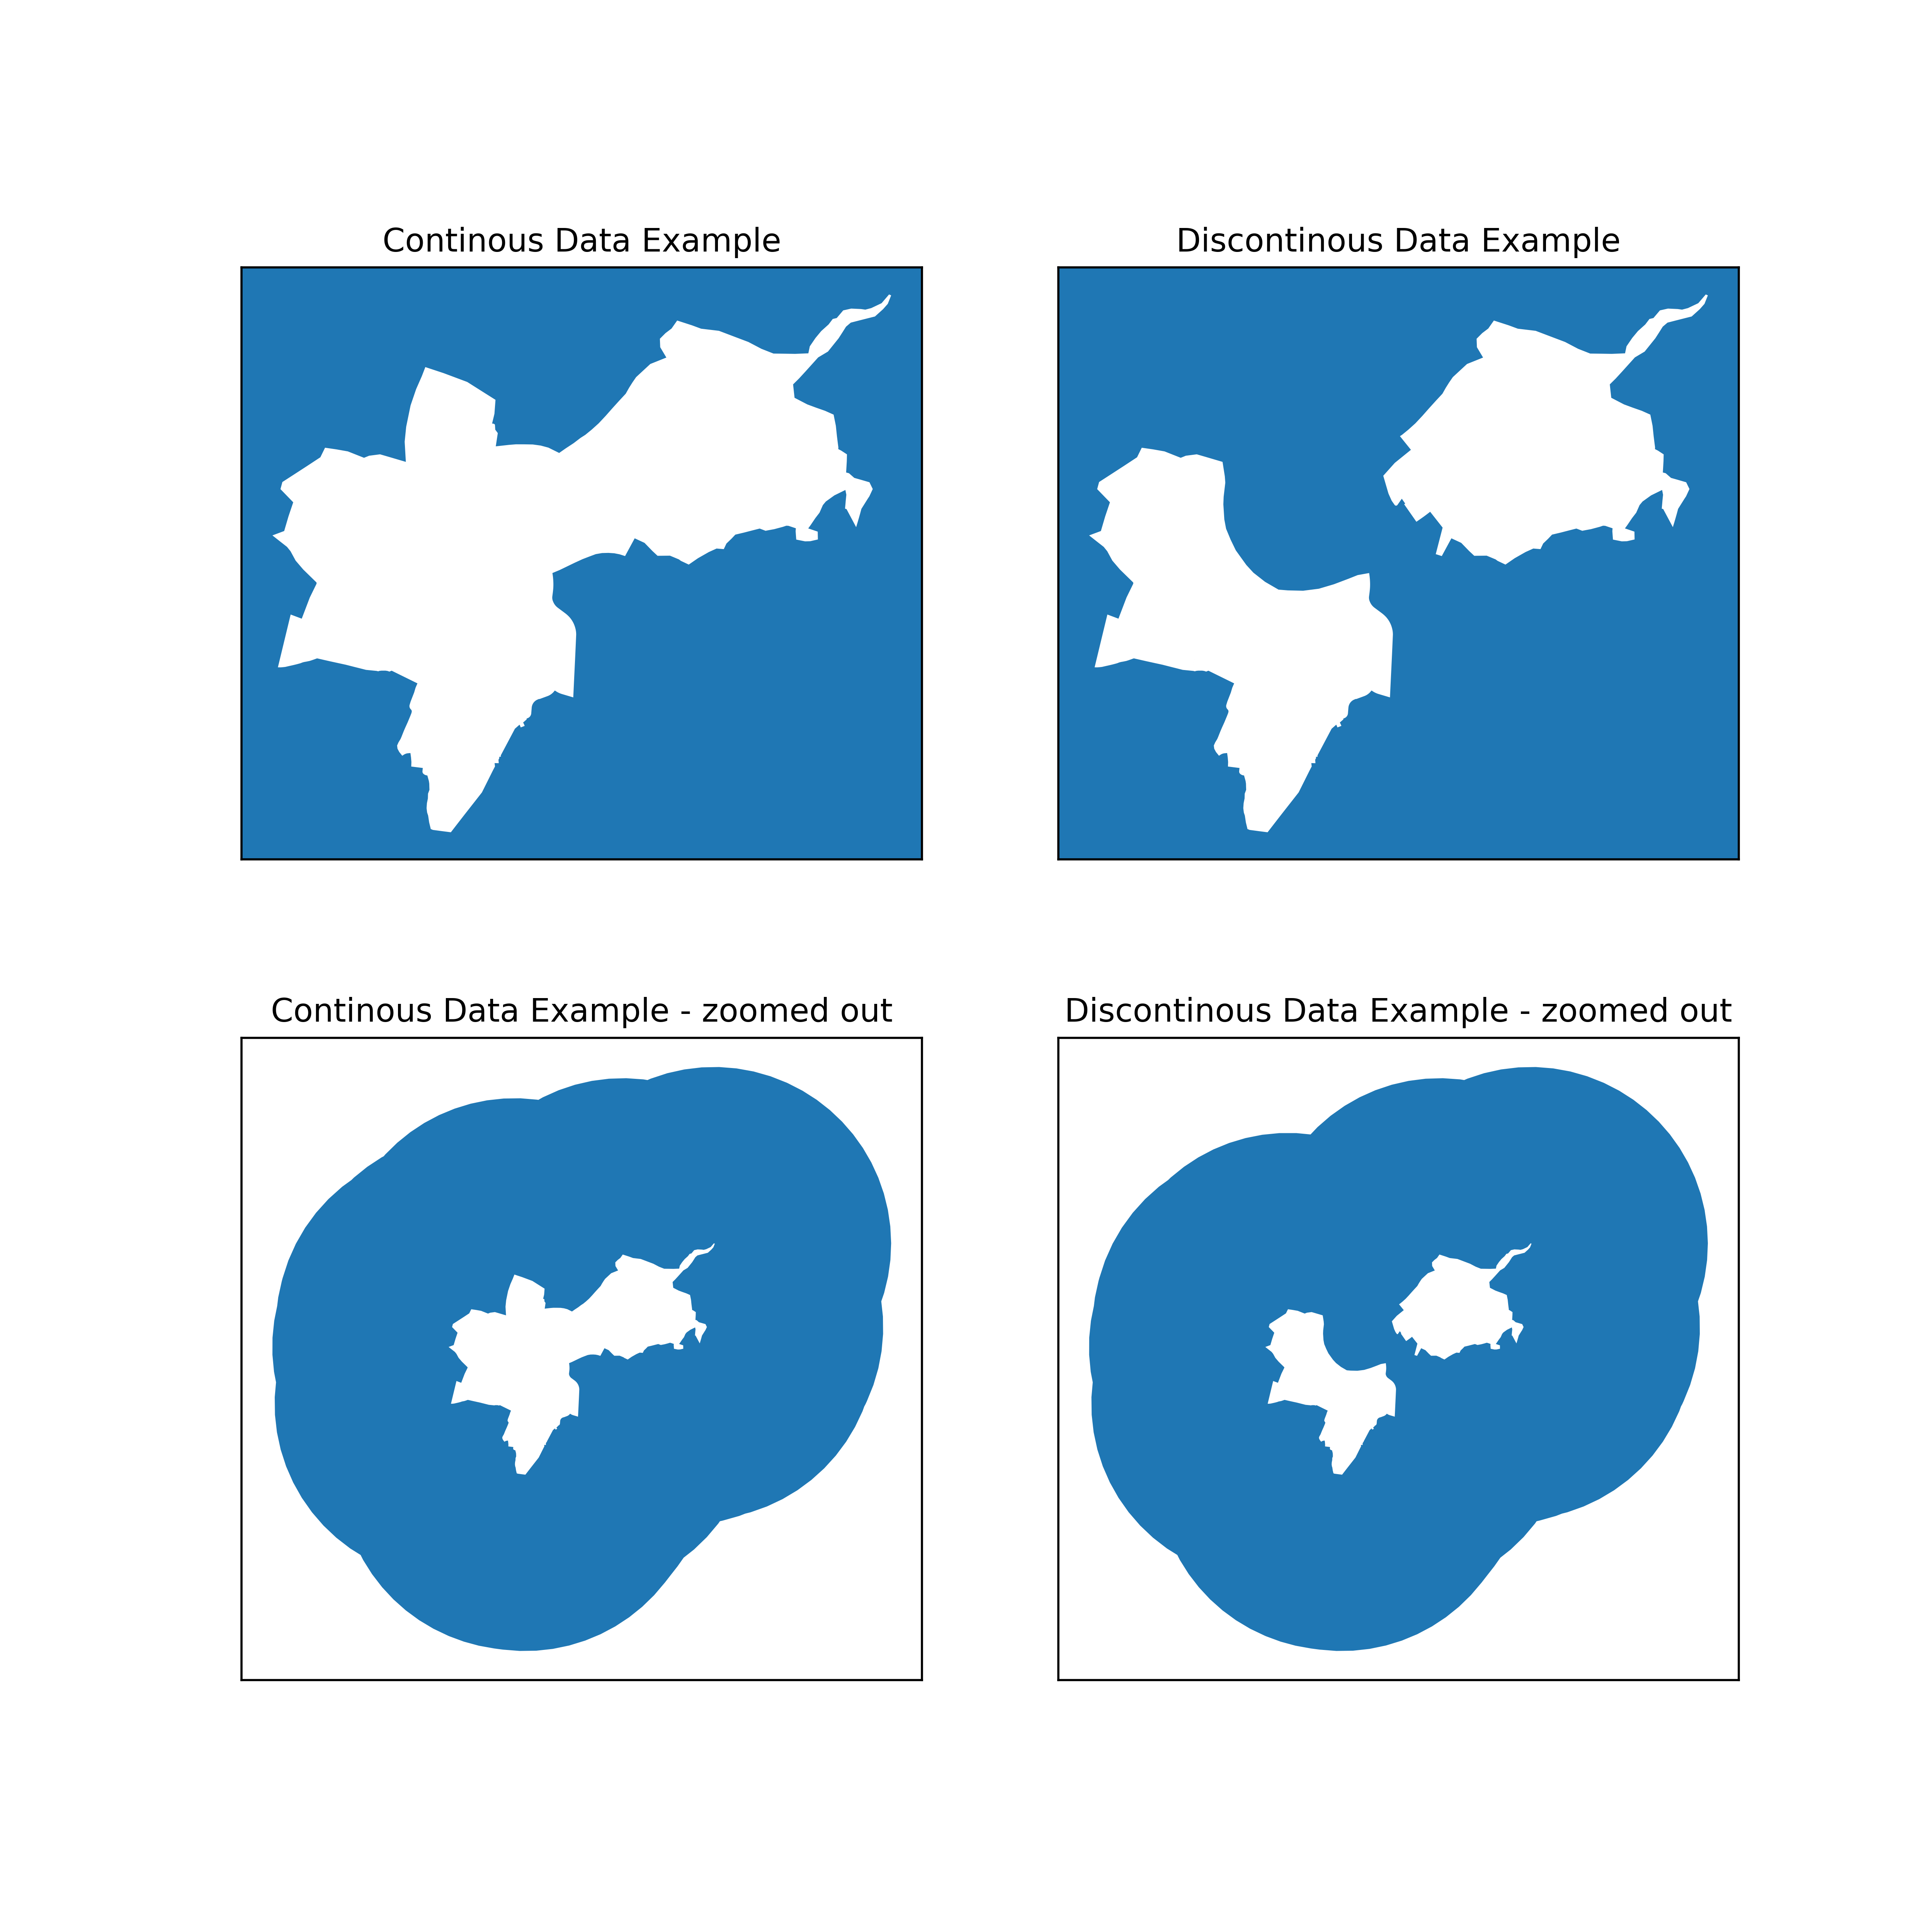 Continous Data Example
Discontinous Data Example
Continous Data Example - zoomed out
Discontinous Data Example - zoomed out